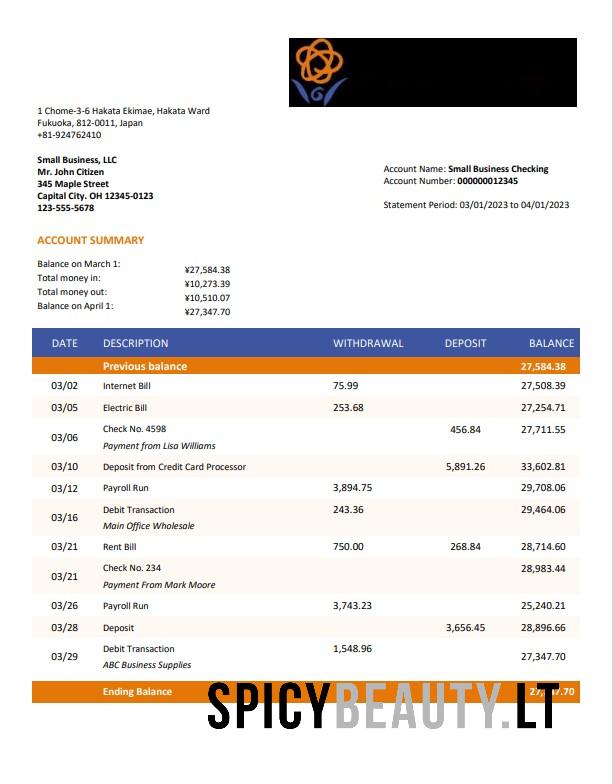 1 Chome-3-6 Hakata Ekimae, Hakata Ward
Fukuoka, 812-0011, Japan
+81-924762410
Small Business, LLC
Mr. John Citizen
345 Maple Street
Capital City. OH 12345-0123
123-555-5678
Account Name: Small Business Checking
Account Number: 000000012345
Statement Period: 03/01/2023 to 04/01/2023
ACCOUNT SUMMARY
Balance on March 1: ¥27,584.38
Total money in: ¥10,273.39
Total money out: ¥10,510.07
Balance on April 1: ¥27,347.70
DATE DESCRIPTION WITHDRAWAL DEPOSIT BALANCE
Previous balance 27,584.38
03/02 Internet Bill 75.99 27,508.39
03/05 Electric Bill 253.68 27,254.71
03/06 Check No. 4598 456.84 27,711.55
Payment from Lisa Williams
03/10 Deposit from Credit Card Processor 5,891.26 33,602.81
03/12 Payroll Run 3,894.75 29,708.06
03/16 Debit Transaction 243.36 29,464.06
Main Office Wholesale
03/21 Rent Bill 750.00 268.84 28,714.60
03/21 Check No. 234 28,983.44
Payment From Mark Moore
03/26 Payroll Run 3,743.23 25,240.21
03/28 Deposit 3,656.45 28,896.66
03/29 Debit Transaction 1,548.96 27,347.70
ABC Business Supplies
Ending Balance
SPICYBEAUTY.LT